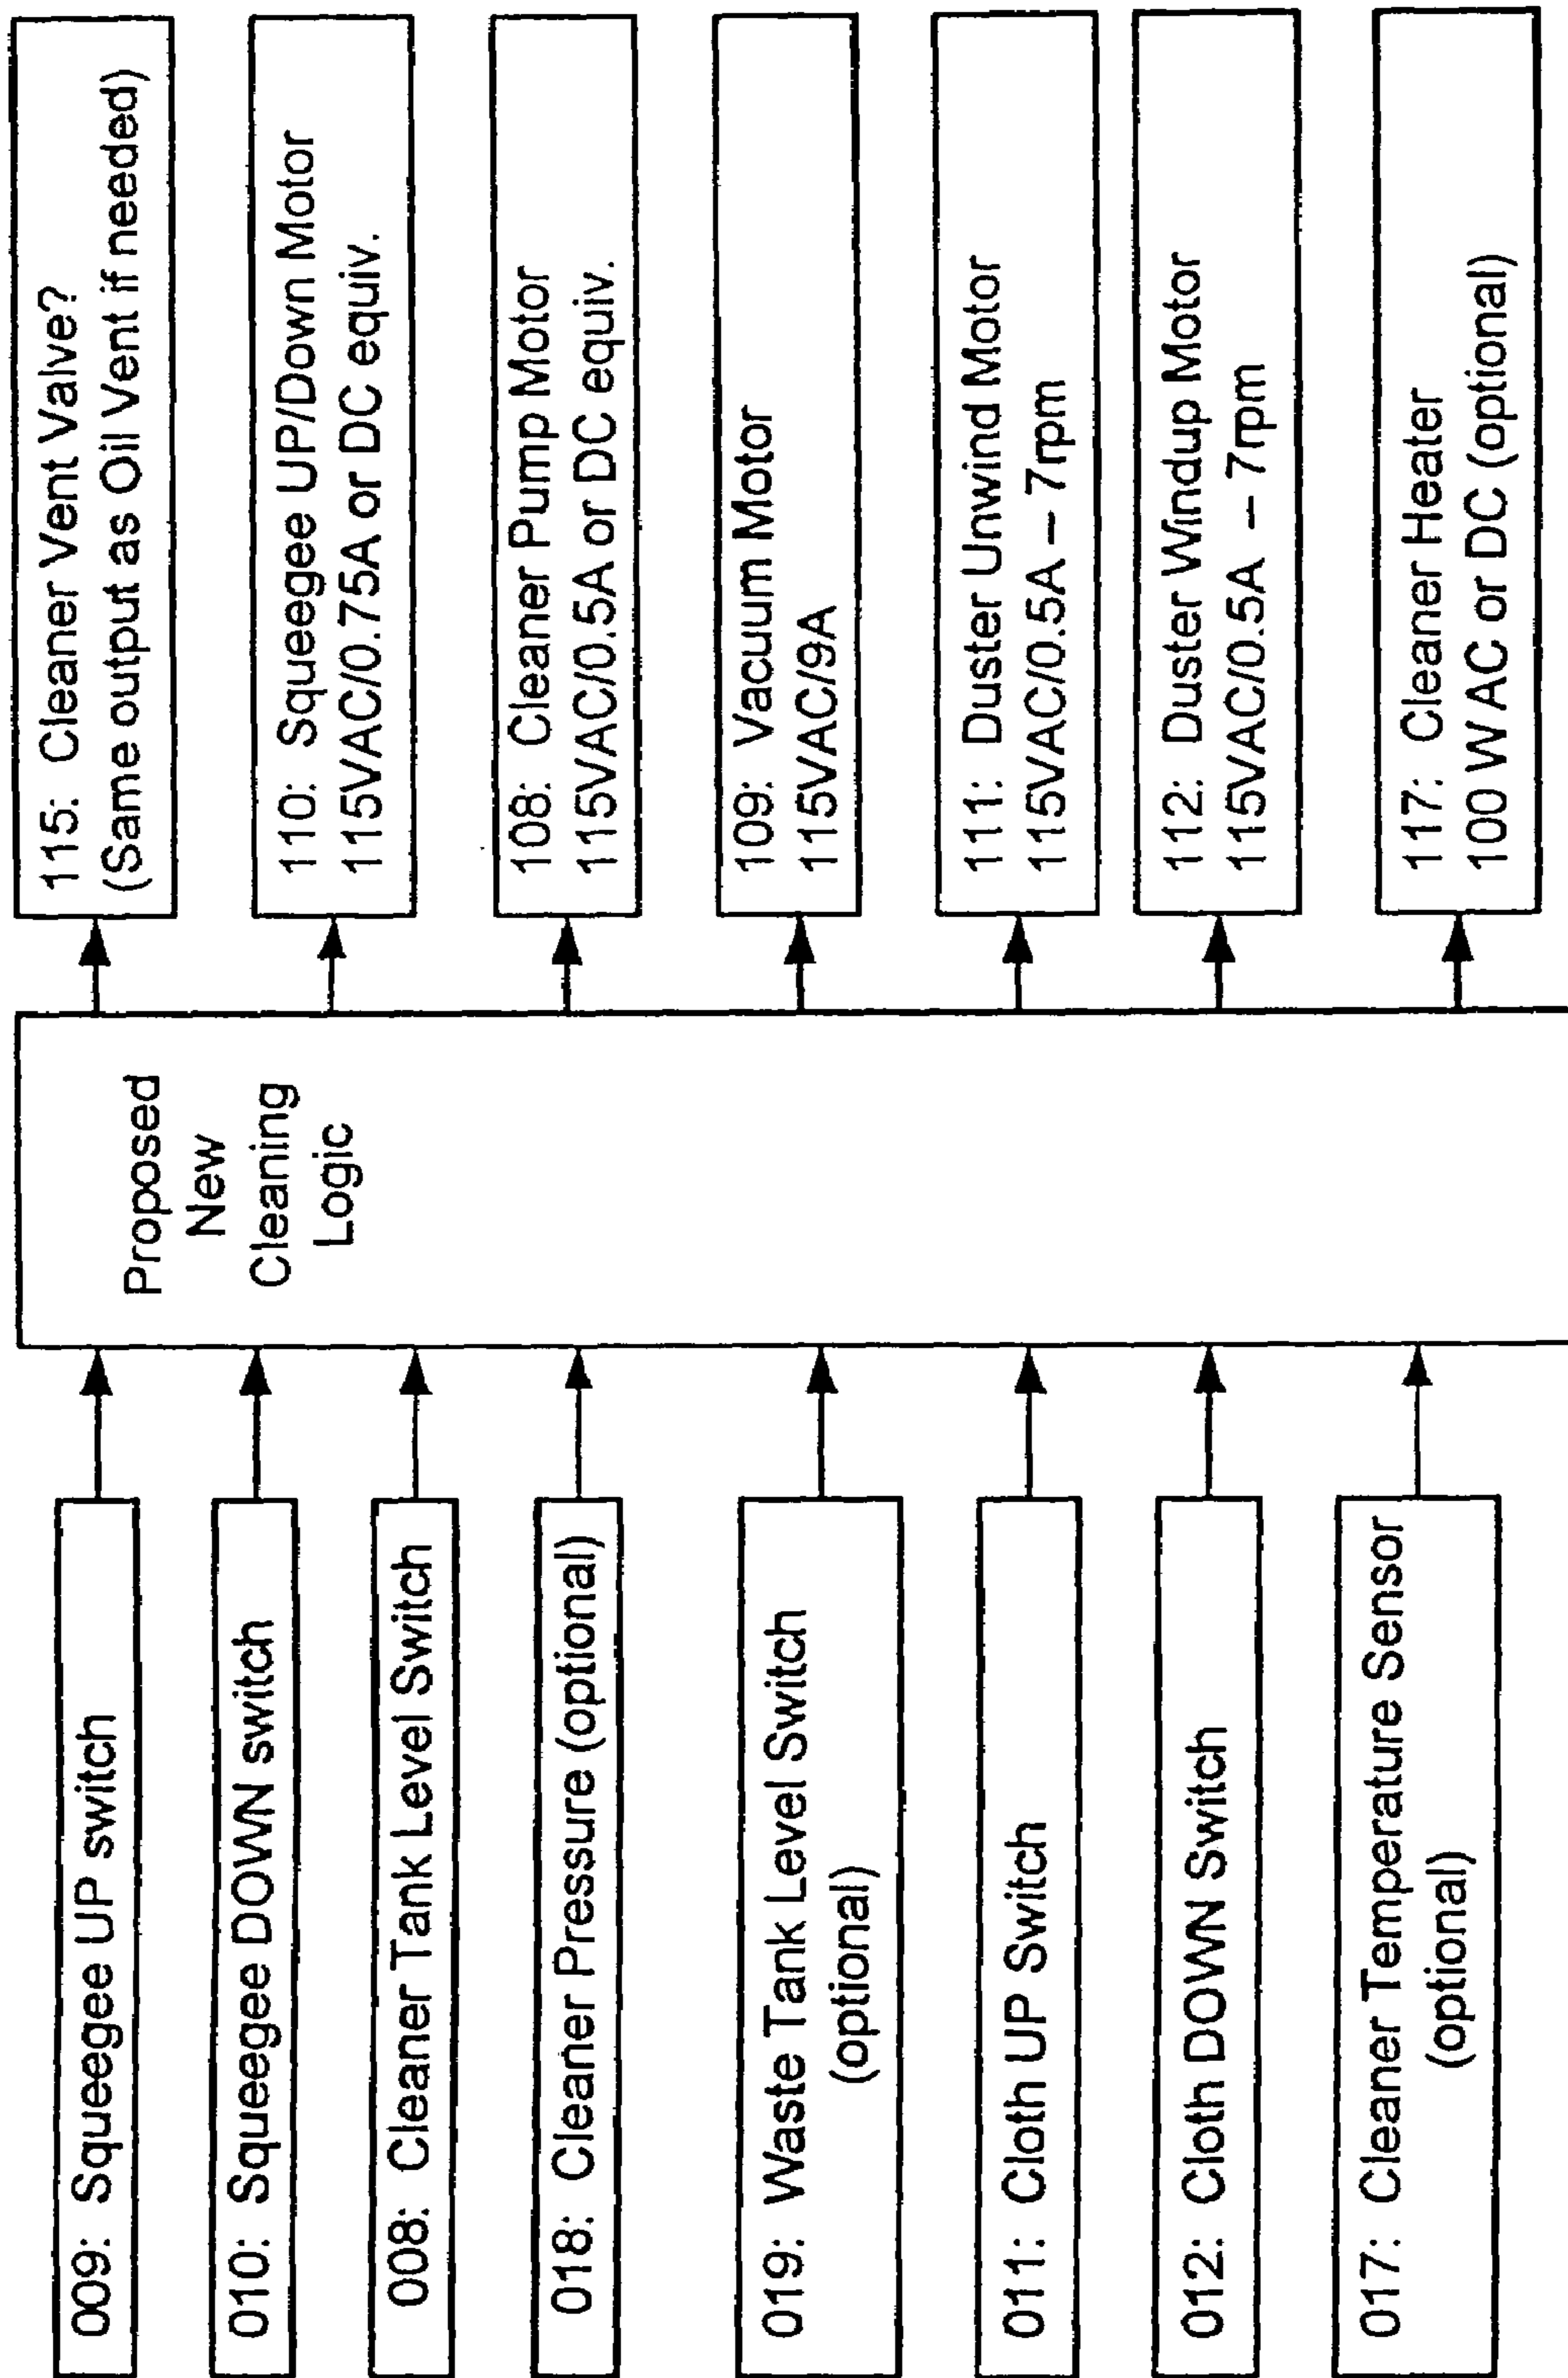 009: Squeegee UP switch
010: Squeegee DOWN switch
008: Cleaner Tank Level Switch
018: Cleaner Pressure (optional)
019: Waste Tank Level Switch
(optional)
011: Cloth UP Switch
012: Cloth DOWN Switch
017: Cleaner Temperature Sensor
(optional)
Proposed
New
Cleaning
Logic
115: Cleaner Vent Valve?
(Same output as Oil Vent if needed)
110: Squeegee UP/Down Motor
115VAC/0.75A or DC equiv.
108: Cleaner Pump Motor
115VAC/0.5A or DC equiv.
109: Vacuum Motor
115VAC/9A
111: Duster Unwind Motor
115VAC/0.5A – 7rpm
112: Duster Windup Motor
115VAC/0.5A – 7rpm
117: Cleaner Heater
100 W AC or DC (optional)